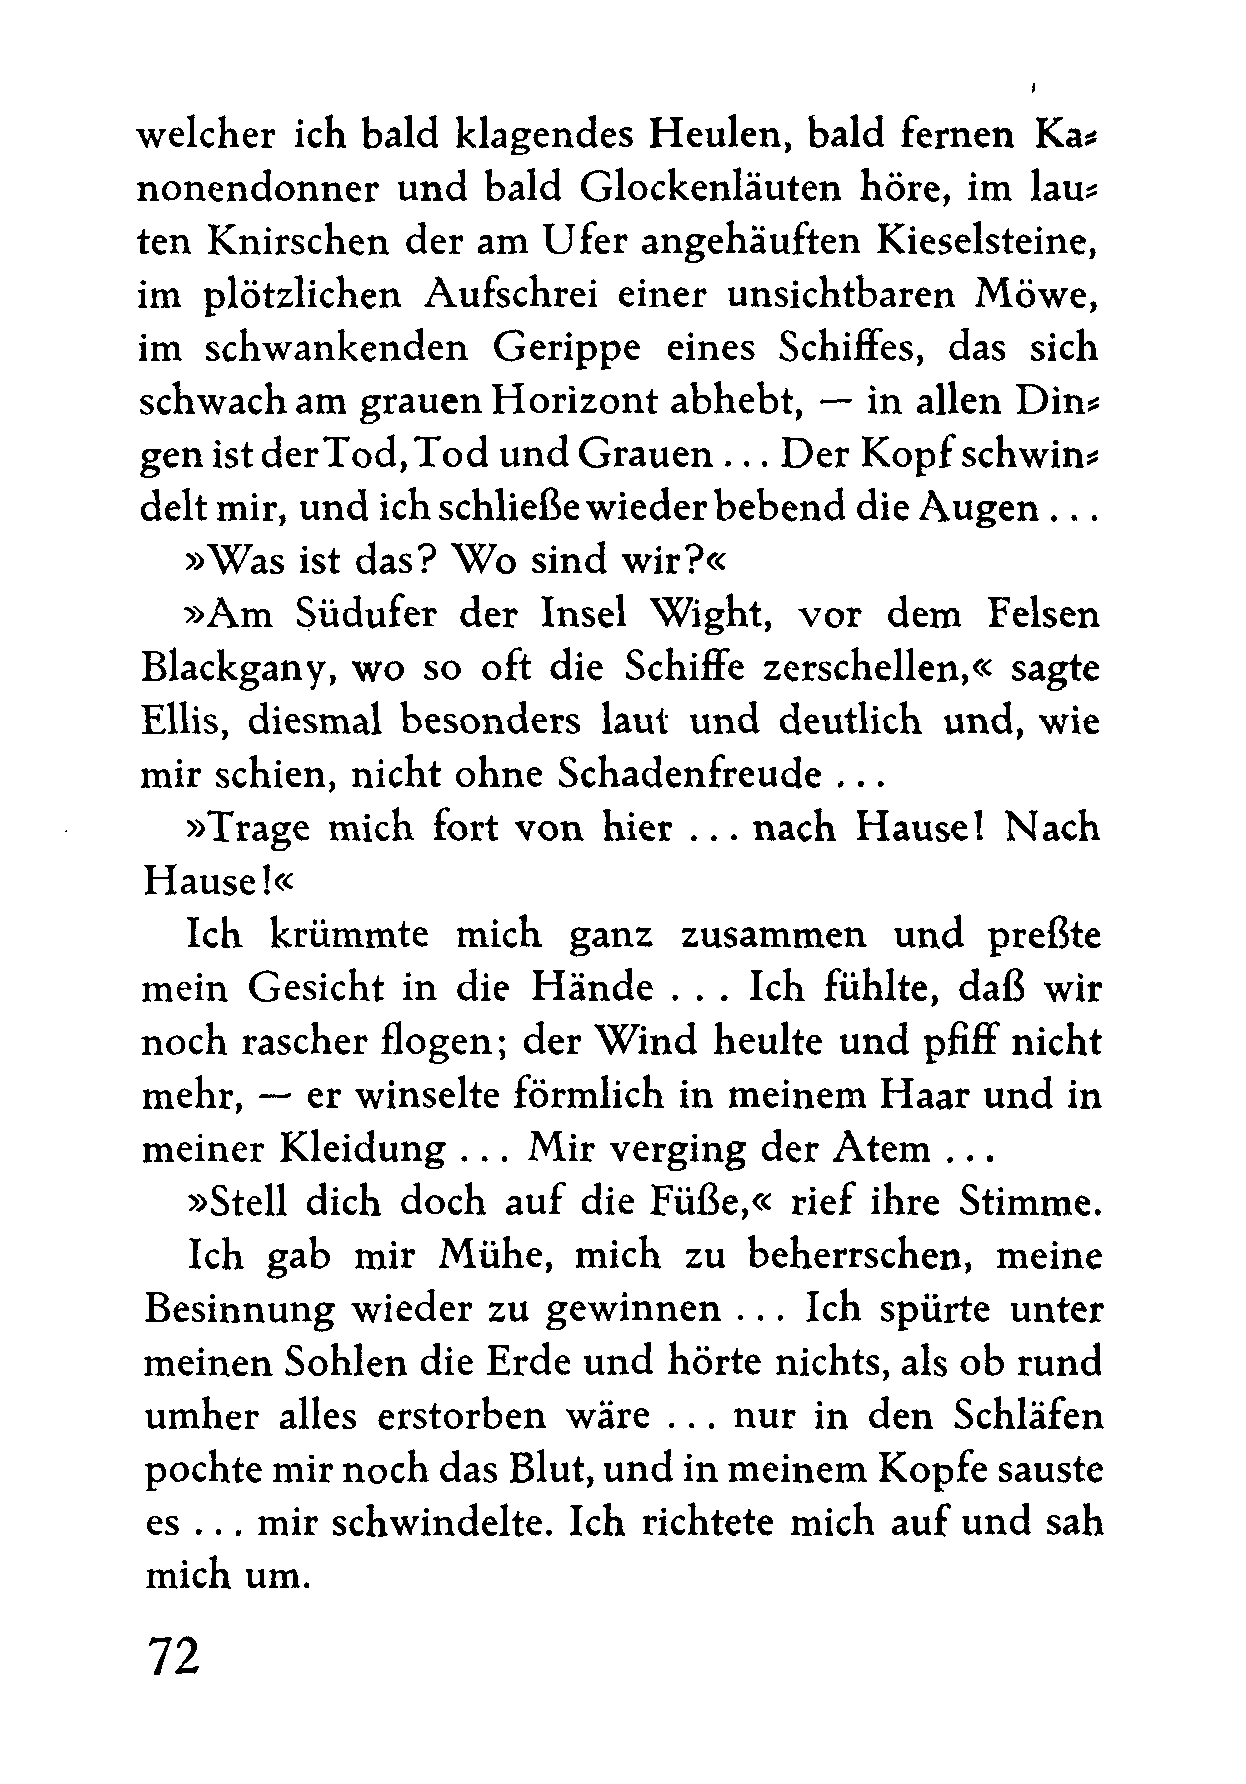 welcher ich bald klagendes Heulen, bald fernen Ka⸗
nonendonner und bald Glockenläuten höre, im lau⸗
ten Knirschen der am Ufer angehäuften Kieselsteine,
im plötzlichen Aufschrei einer unsichtbaren Möwe,
im schwankenden Gerippe eines Schiffes, das sich
schwach am grauen Horizont abhebt, — in allen Din⸗
gen ist der Tod, Tod und Grauen ... Der Kopf schwin⸗
delt mir, und ich schließe wieder bebend die Augen ...
»Was ist das? Wo sind wir?«
»Am Südufer der Insel Wight, vor dem Felsen
Blackgany, wo so oft die Schiffe zerschellen,« sagte
Ellis, diesmal besonders laut und deutlich und, wie
mir schien, nicht ohne Schadenfreude ...
»Trage mich fort von hier ... nach Hause! Nach
Hause!«
Ich krümmte mich ganz zusammen und preßte
mein Gesicht in die Hände ... Ich fühlte, daß wir
noch rascher flogen; der Wind heulte und pfiff nicht
mehr, — er winselte förmlich in meinem Haar und in
meiner Kleidung ... Mir verging der Atem ...
»Stell dich doch auf die Füße,« rief ihre Stimme.
Ich gab mir Mühe, mich zu beherrschen, meine
Besinnung wieder zu gewinnen ... Ich spürte unter
meinen Sohlen die Erde und hörte nichts, als ob rund
umher alles erstorben wäre ... nur in den Schläfen
pochte mir noch das Blut, und in meinem Kopfe sauste
es ... mir schwindelte. Ich richtete mich auf und sah
mich um.
72